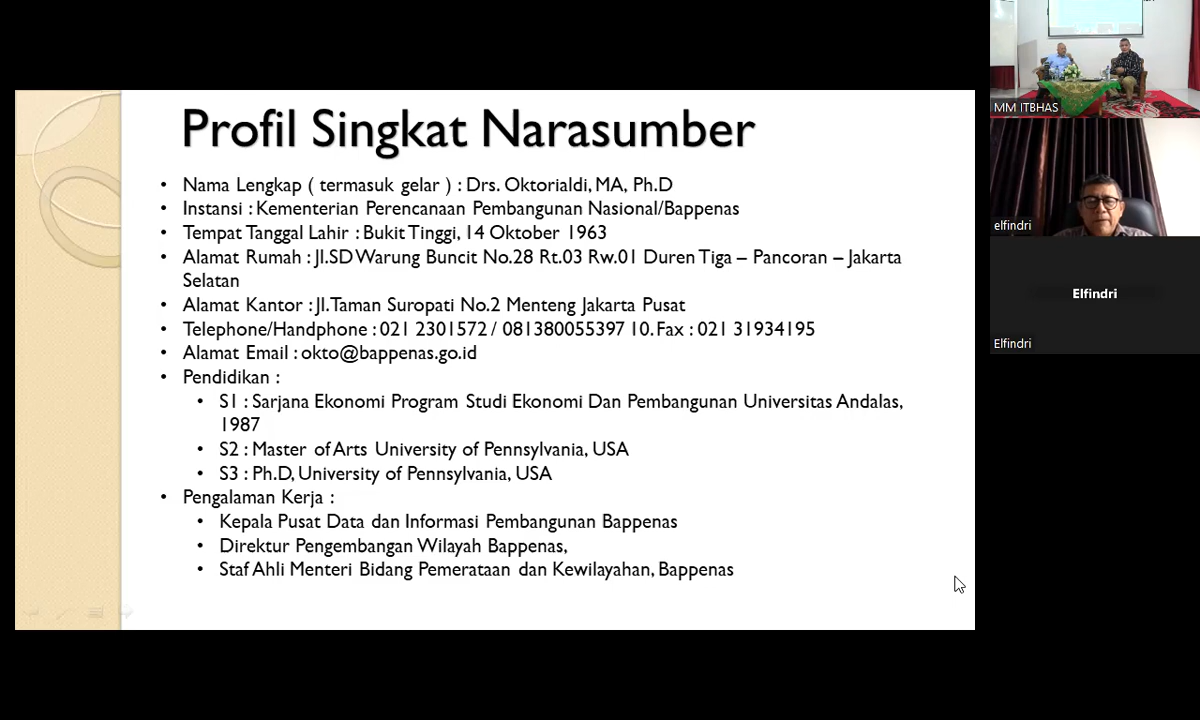 Profil Singkat Narasumber
• Nama Lengkap ( termasuk gelar ) : Drs. Oktorialdi, MA, Ph.D
• Instansi : Kementerian Perencanaan Pembangunan Nasional/Bappenas
• Tempat Tanggal Lahir : Bukit Tinggi, 14 Oktober 1963
• Alamat Rumah : Jl.SD Warung Buncit No.28 Rt.03 Rw.01 Duren Tiga – Pancoran – Jakarta
Selatan
• Alamat Kantor : Jl.Taman Suropati No.2 Menteng Jakarta Pusat
• Telephone/Handphone : 021 2301572 / 081380055397 10. Fax : 021 31934195
• Alamat Email : okto@bappenas.go.id
• Pendidikan :
• S1 : Sarjana Ekonomi Program Studi Ekonomi Dan Pembangunan Universitas Andalas,
1987
• S2 : Master of Arts University of Pennsylvania, USA
• S3 : Ph.D, University of Pennsylvania, USA
• Pengalaman Kerja :
• Kepala Pusat Data dan Informasi Pembangunan Bappenas
• Direktur Pengembangan Wilayah Bappenas,
• Staf Ahli Menteri Bidang Pemerataan dan Kewilayahan, Bappenas
MM ITBHAS
elfindri
Elfindri
Elfindri